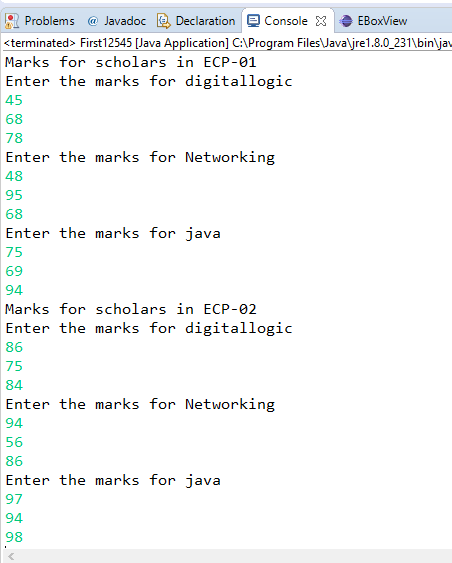 Problems @ Javadoc Declaration Console EBoxView
<terminated> First12545 [Java Application] C:\Program Files\Java\jre1.8.0_231\bin\jav
Marks for scholars in ECP-01
Enter the marks for digitallogic
45
68
78
Enter the marks for Networking
48
95
68
Enter the marks for java
75
69
94
Marks for scholars in ECP-02
Enter the marks for digitallogic
86
75
84
Enter the marks for Networking
94
56
86
Enter the marks for java
97
94
98